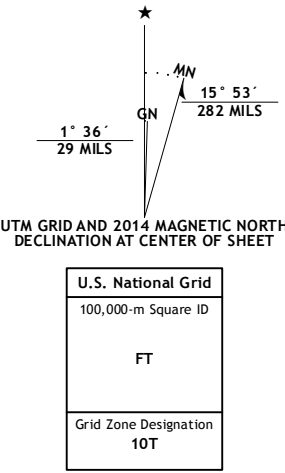 ★
MN
GN
15° 53´
282 MILS
1° 36´
29 MILS
UTM GRID AND 2014 MAGNETIC NORTH
DECLINATION AT CENTER OF SHEET
U.S. National Grid
100,000-m Square ID
FT
Grid Zone Designation
10T